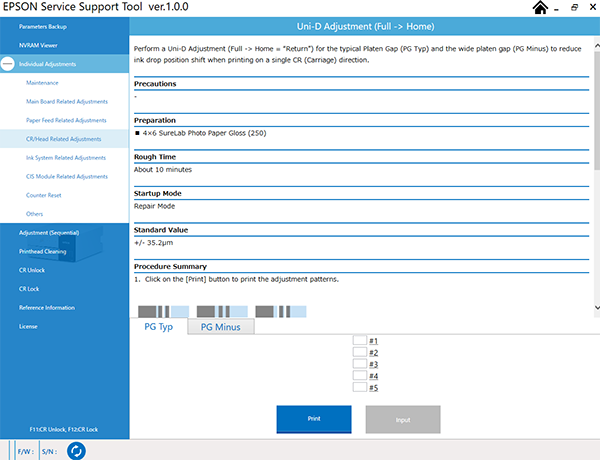 EPSON Service Support Tool ver.1.0.0
Parameters Backup
NVRAM Viewer
Individual Adjustments
Maintenance
Main Board Related Adjustments
Paper Feed Related Adjustments
CR/Head Related Adjustments
Ink System Related Adjustments
CIS Module Related Adjustments
Counter Reset
Others
Adjustment (Sequential)
Printhead Cleaning
CR Unlock
CR Lock
Reference Information
License
F11:CR Unlock, F12:CR Lock
Uni-D Adjustment (Full -> Home)
Perform a Uni-D Adjustment (Full -> Home = "Return") for the typical Platen Gap (PG Typ) and the wide platen gap (PG Minus) to reduce
ink drop position shift when printing on a single CR (Carriage) direction.
Precautions
-
Preparation
■ 4×6 SureLab Photo Paper Gloss (250)
Rough Time
About 10 minutes
Startup Mode
Repair Mode
Standard Value
+/- 35.2μm
Procedure Summary
1. Click on the [Print] button to print the adjustment patterns.
PG Typ
PG Minus
#1
#2
#3
#4
#5
Print
Input
F/W : S/N :